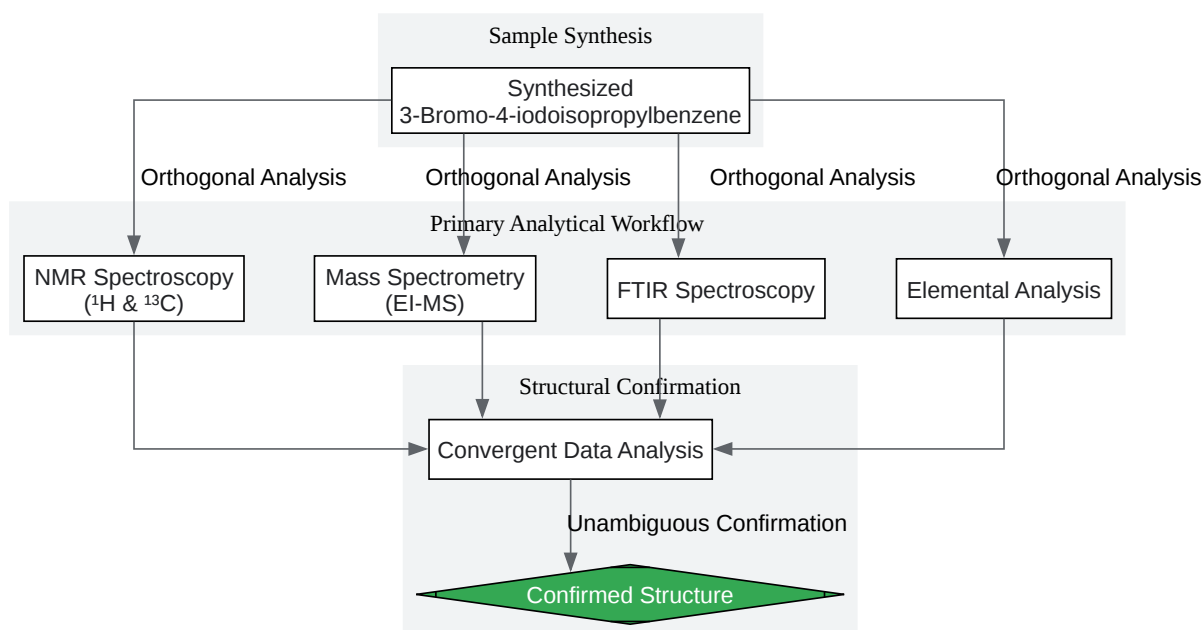 Sample Synthesis
Synthesized
3-Bromo-4-iodoisopropylbenzene
Orthogonal Analysis
Orthogonal Analysis
Orthogonal Analysis
Orthogonal Analysis
Primary Analytical Workflow
NMR Spectroscopy
(¹H & ¹³C)
Mass Spectrometry
(EI-MS)
FTIR Spectroscopy
Elemental Analysis
Structural Confirmation
Convergent Data Analysis
Unambiguous Confirmation
Confirmed Structure